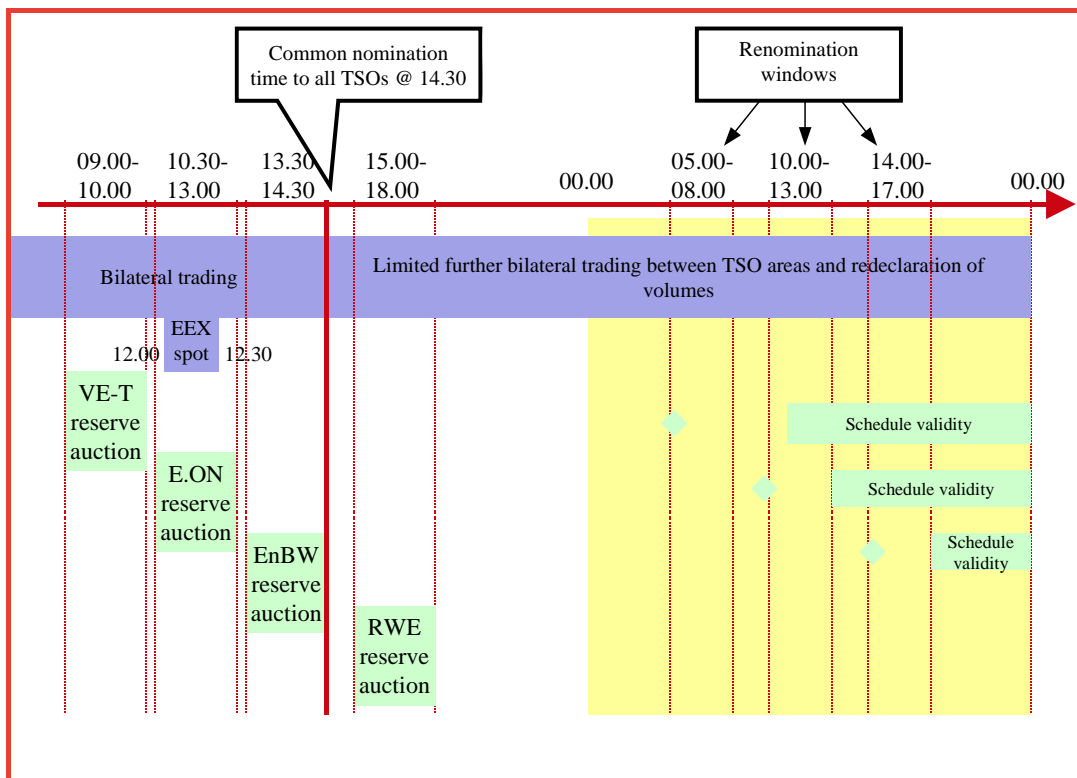 Common nomination
time to all TSOs @ 14.30
Renomination
windows
09.00-
10.00
10.30-
13.00
13.30
14.30
15.00-
18.00
00.00
05.00-
08.00
10.00-
13.00
14.00-
17.00
00.00
Bilateral trading
Limited further bilateral trading between TSO areas and redeclaration of
volumes
EEX
spot
12.00
12.30
VE-T
reserve
auction
E.ON
reserve
auction
EnBW
reserve
auction
RWE
reserve
auction
Schedule validity
Schedule validity
Schedule
validity